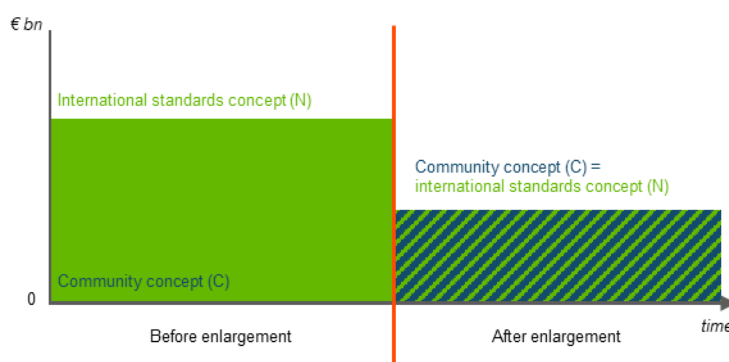 € bn
International standards concept (N)
Community concept (C) =
international standards concept (N)
Community concept (C)
0
time
Before enlargement
After enlargement